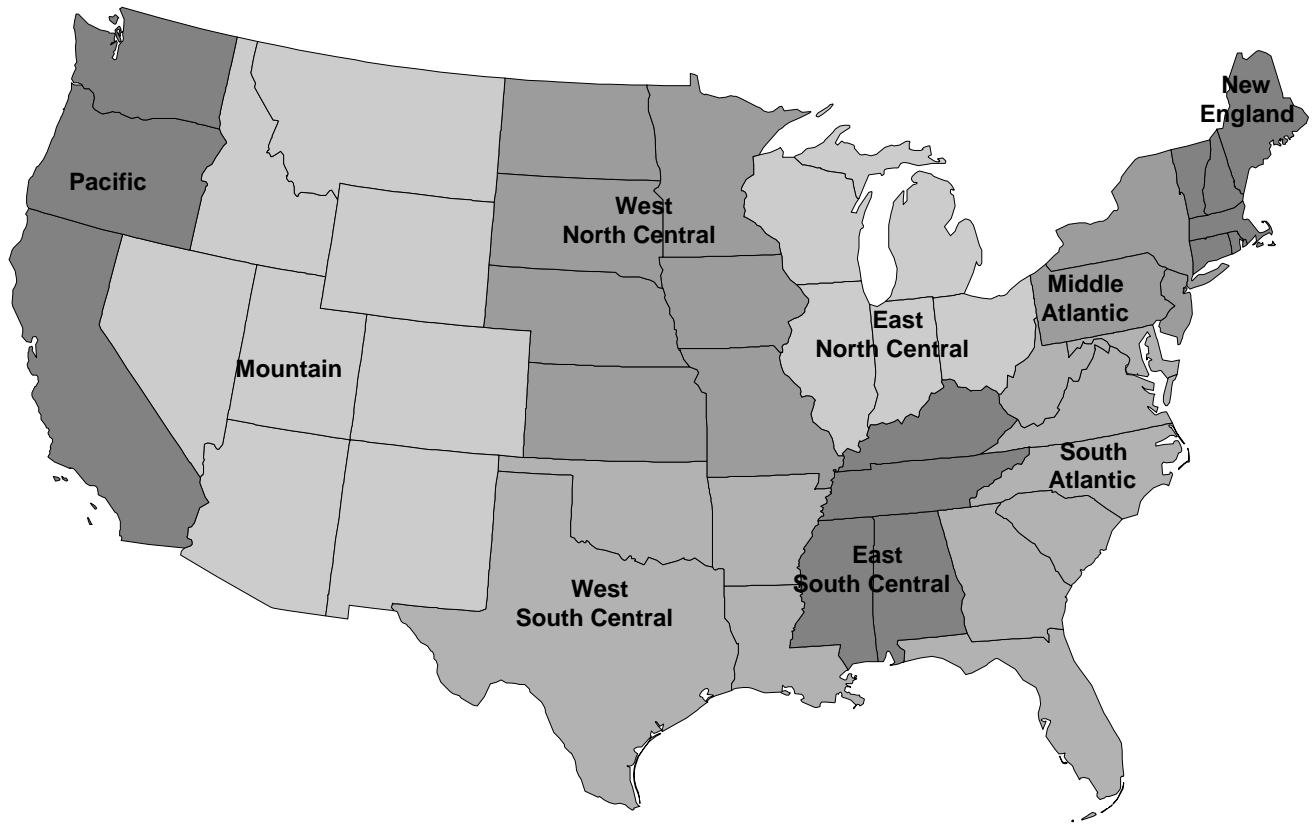 New
England
Pacific
West
North Central
Middle
Atlantic
East
North Central
Mountain
South
Atlantic
East
South Central
West
South Central